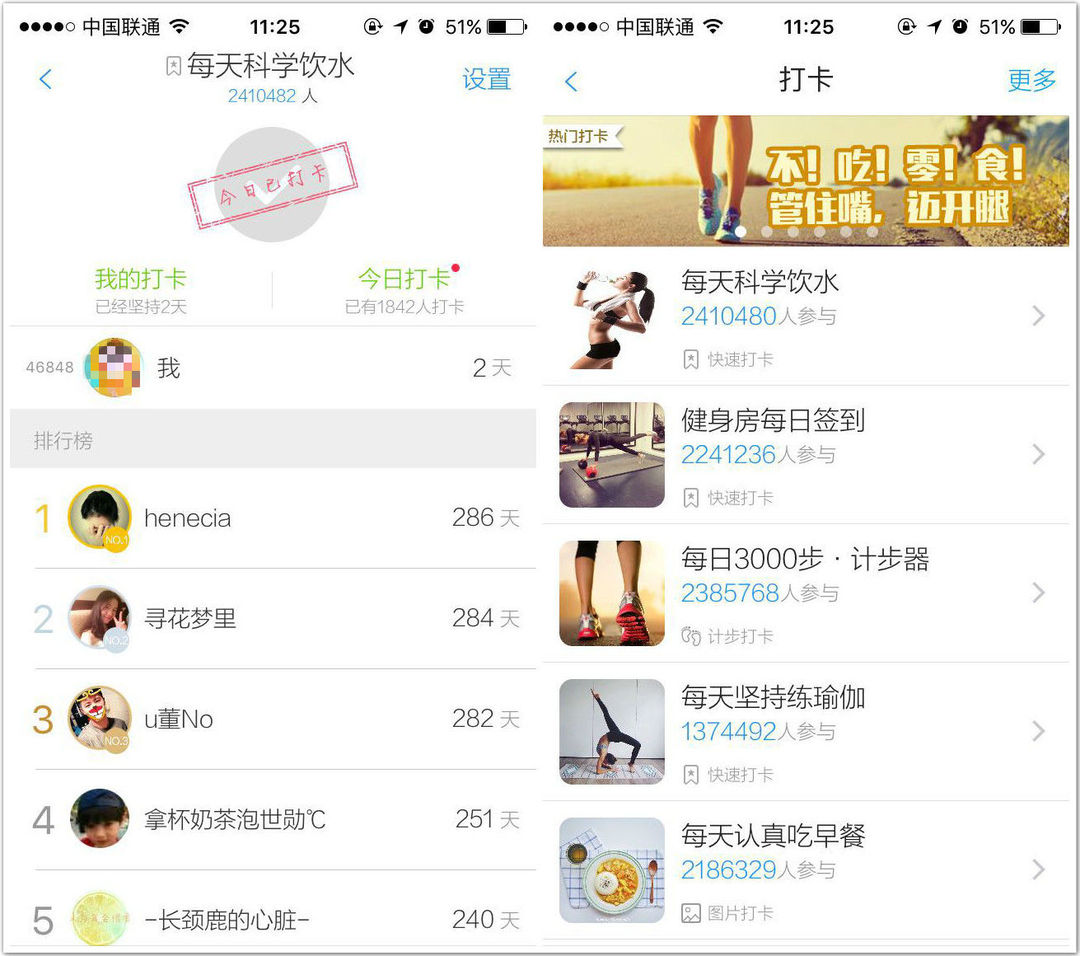 中国联通 11:25 51%
每天科学饮水
2410482 人
设置
今日已打卡
我的打卡
已经坚持2天
今日打卡
已有1842人打卡
46848 我 2 天
排行榜
1 henecia 286 天
NO.1
2 寻花梦里 284 天
NO.2
3 u董No 282 天
NO.3
4 拿杯奶茶泡世勋℃ 251 天
5 -长颈鹿的心脏- 240 天
中国联通 11:25 51%
打卡
更多
热门打卡
不!吃!零!食!
管住嘴,迈开腿
每天科学饮水
2410480人参与
快速打卡
健身房每日签到
2241236人参与
快速打卡
每日3000步·计步器
2385768人参与
计步打卡
每天坚持练瑜伽
1374492人参与
快速打卡
每天认真吃早餐
2186329人参与
图片打卡